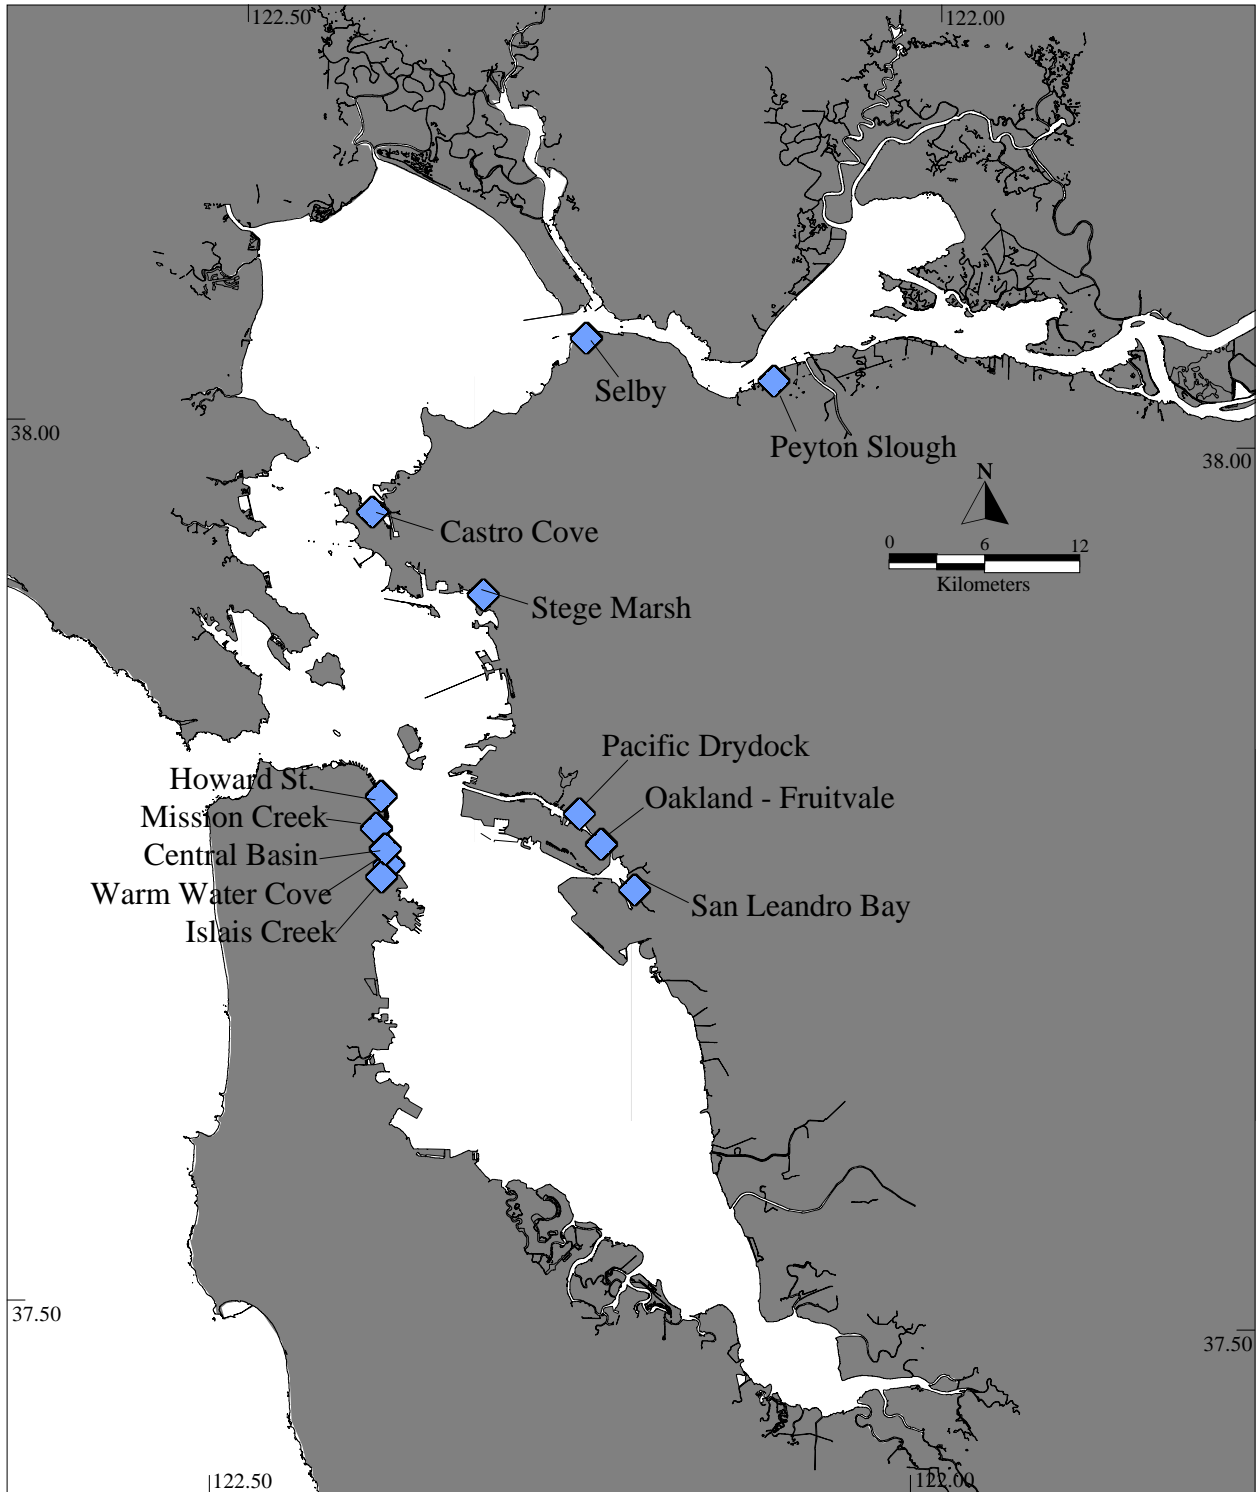 122.50
122.00
Selby
38.00
Peyton Slough
38.00
N
Castro Cove
0 6 12
Kilometers
Stege Marsh
Pacific Drydock
Howard St.
Oakland - Fruitvale
Mission Creek
Central Basin
Warm Water Cove
San Leandro Bay
Islais Creek
37.50
37.50
122.50
122.00